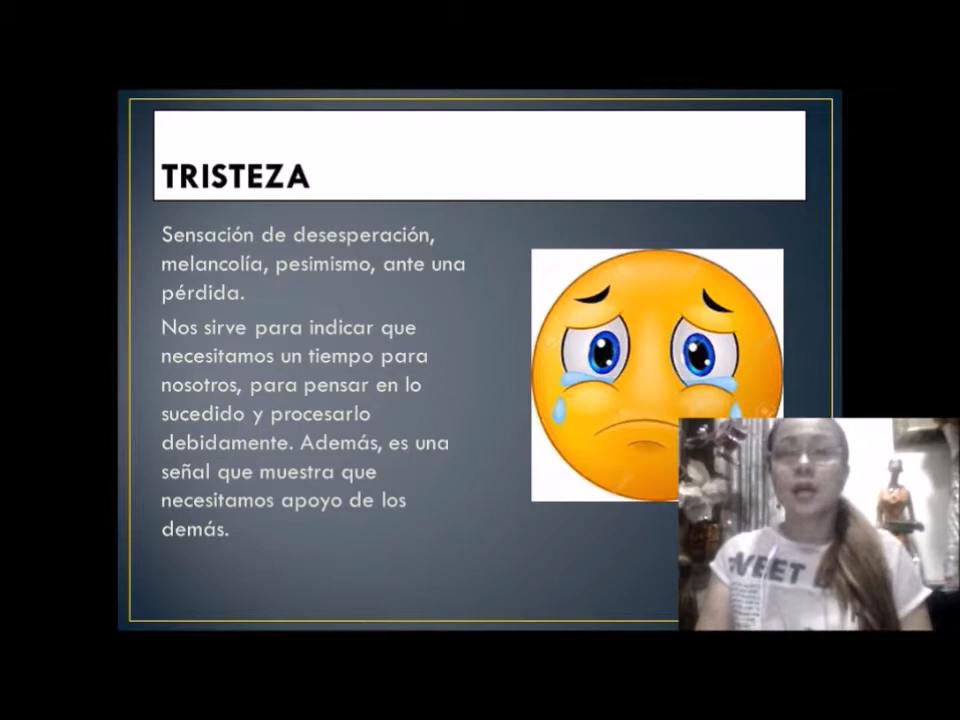 TRISTEZA
Sensación de desesperación,
melancolía, pesimismo, ante una
pérdida.
Nos sirve para indicar que
necesitamos un tiempo para
nosotros, para pensar en lo
sucedido y procesarlo
debidamente. Además, es una
señal que muestra que
necesitamos apoyo de los
demás.